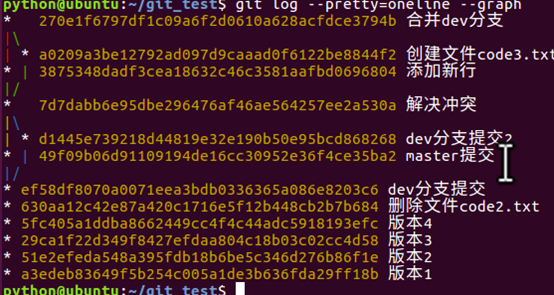 python@ubuntu:~/git_test$ git log --pretty=oneline --graph
*   270e1f6797df1c09a6f2d0610a628acfdce3794b 合并dev分支
|\
| * a0209a3be12792ad097d9caaad0f6122be8844f2 创建文件code3.txt
* | 3875348dadf3cea18632c46c3581aafbd0696804 添加新行
|/
*   7d7dabb6e95dbe296476af46ae564257ee2a530a 解决冲突
|\
| * d1445e739218d44819e32e190b50e95bcd868268 dev分支提交2
* | 49f09b06d91109194de16cc30952e36f4ce35ba2 master提交
|/
* ef58df8070a0071eea3bdb0336365a086e8203c6 dev分支提交
* 630aa12c42e87a420c1716e5f12b448cb2b7b684 删除文件code2.txt
* 5fc405a1ddba8662449cc4f4c44adc5918193efc 版本4
* 29ca1f22d349f8427efdaa804c18b03c02cc4d58 版本3
* 51e2efeda548a395fdb18b6be5c346d276b86f1e 版本2
* a3edeb83649f5b254c005a1de3b636fda29ff18b 版本1
python@ubuntu:~/git_test$